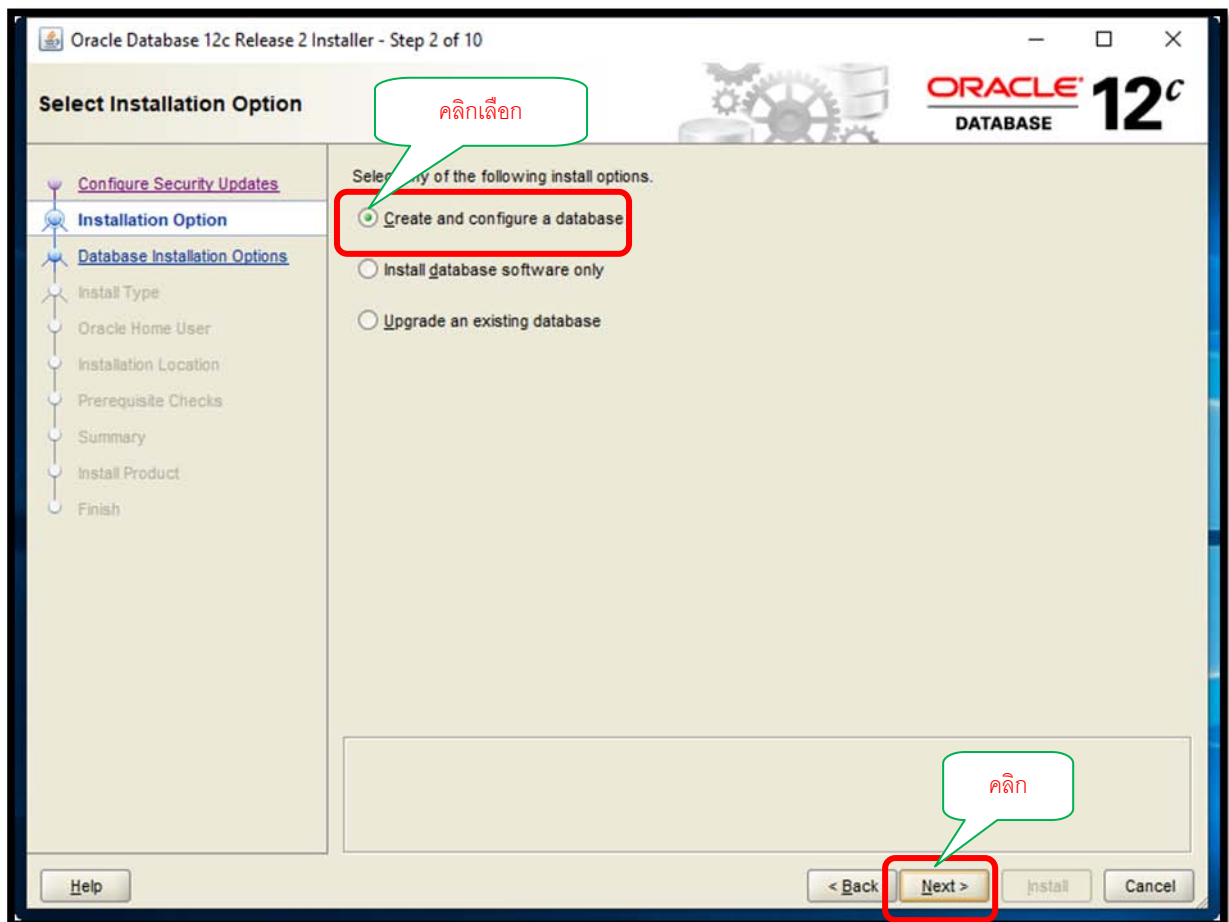 Oracle Database 12c Release 2 Installer - Step 2 of 10
Select Installation Option
คลิกเลือก
ORACLE
DATABASE
12c
Configure Security Updates
Installation Option
Database Installation Options
Install Type
Oracle Home User
Installation Location
Prerequisite Checks
Summary
Install Product
Finish
of the following install options.
Create and configure a database
Install database software only
Upgrade an existing database
คลิก
Help
< Back
Next >
Install
Cancel